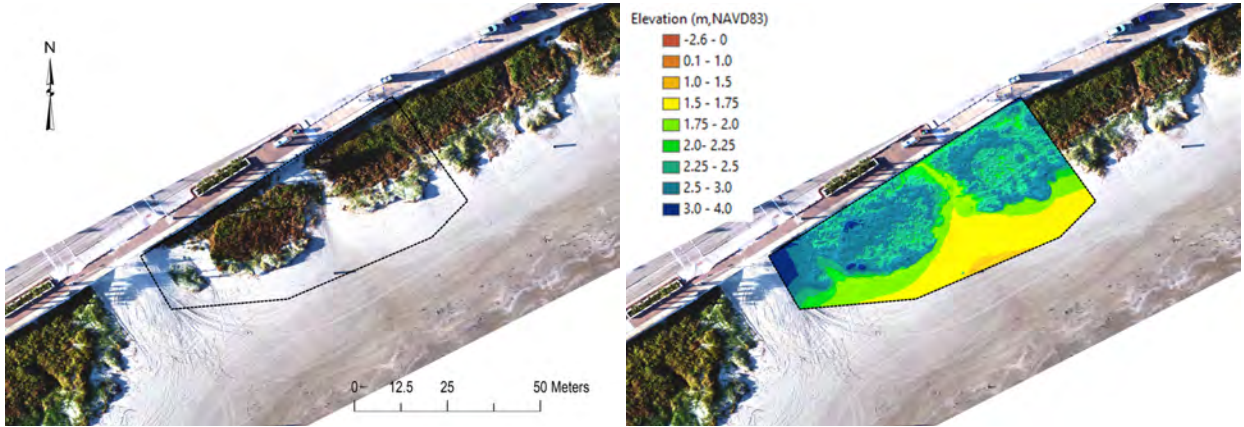 N
0 12.5 25 50 Meters
Elevation (m,NAVD83)
-2.6 - 0
0.1 - 1.0
1.0 - 1.5
1.5 - 1.75
1.75 - 2.0
2.0- 2.25
2.25 - 2.5
2.5 - 3.0
3.0 - 4.0